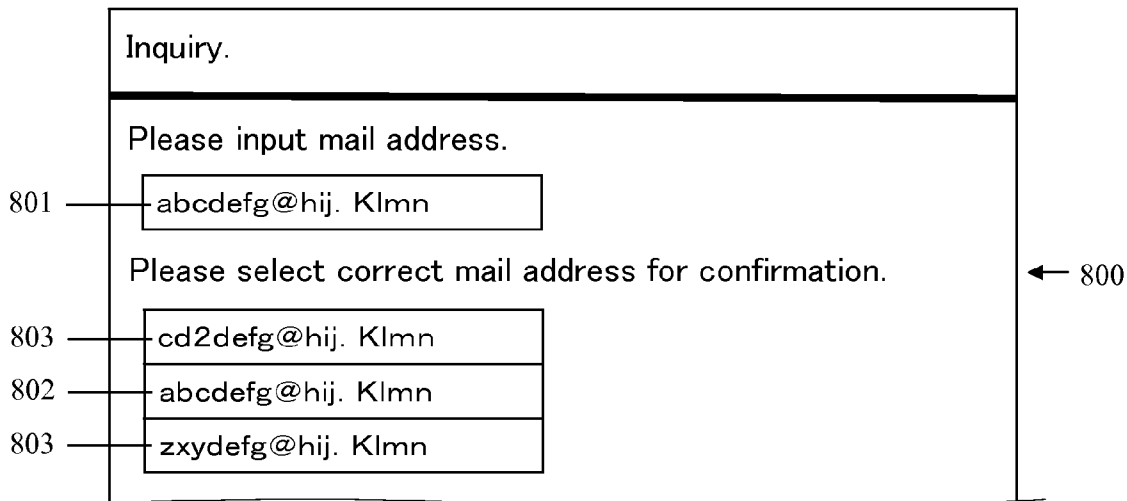 Inquiry.
Please input mail address.
801 abcdefg@hij. Klmn
Please select correct mail address for confirmation.
800
803 cd2defg@hij. Klmn
802 abcdefg@hij. Klmn
803 zxydefg@hij. Klmn